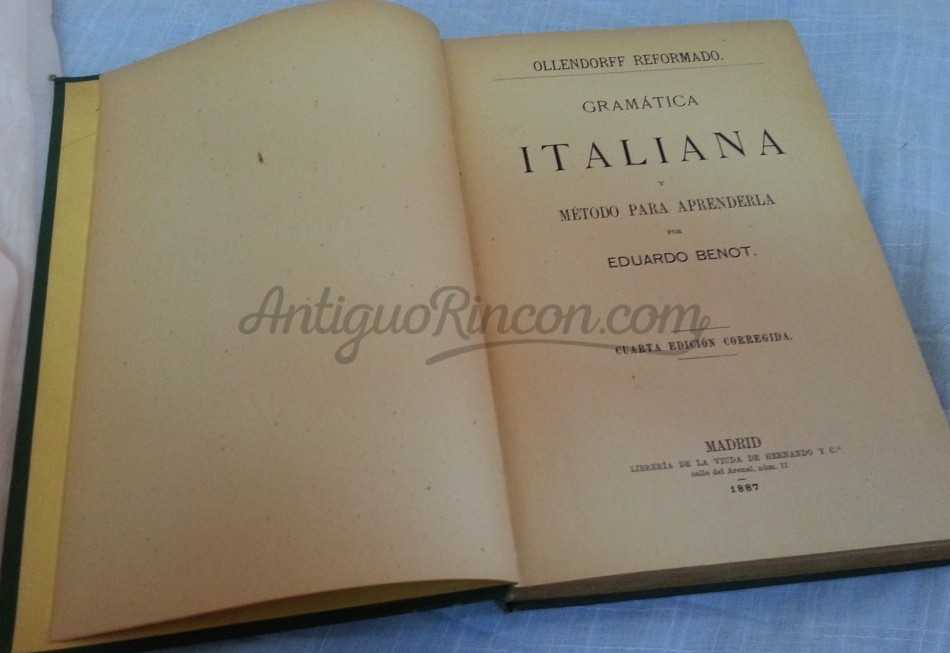 OLLENDORFF REFORMADO.
GRAMÁTICA
ITALIANA
Y
MÉTODO PARA APRENDERLA
POR
EDUARDO BENOT.
AntiguoRincon.com
CUARTA EDICIÓN CORREGIDA.
MADRID
LIBRERÍA DE LA VIUDA DE HERNANDO Y C.ª
calle del Arenal, núm. 11
1887